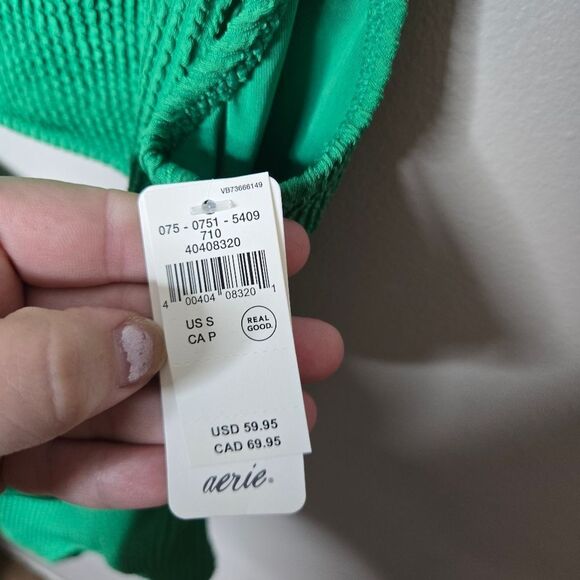 VB73666149
075 - 0751 - 5409
710
40408320
4 00404 08320 1
US S
CA P
REAL
GOOD.
USD 59.95
CAD 69.95
aerie®